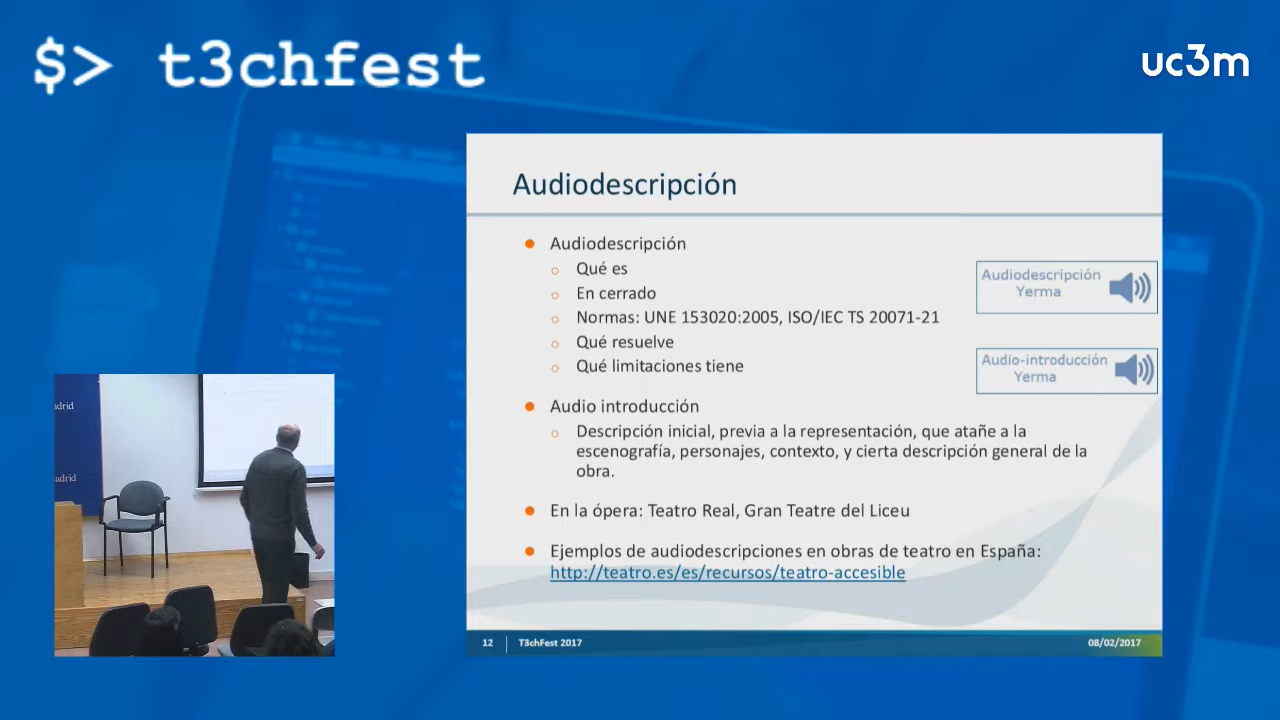 $> t3chfest
uc3m
Audiodescripción
Audiodescripción
Qué es
En cerrado
Normas: UNE 153020:2005, ISO/IEC TS 20071-21
Qué resuelve
Qué limitaciones tiene
Audiodescripción
Yerma
Audio-introducción
Yerma
Audio introducción
Descripción inicial, previa a la representación, que atañe a la
escenografía, personajes, contexto, y cierta descripción general de la
obra.
En la ópera: Teatro Real, Gran Teatre del Liceu
Ejemplos de audiodescripciones en obras de teatro en España:
http://teatro.es/es/recursos/teatro-accesible
12 T3chFest 2017 08/02/2017
adrid
adrid